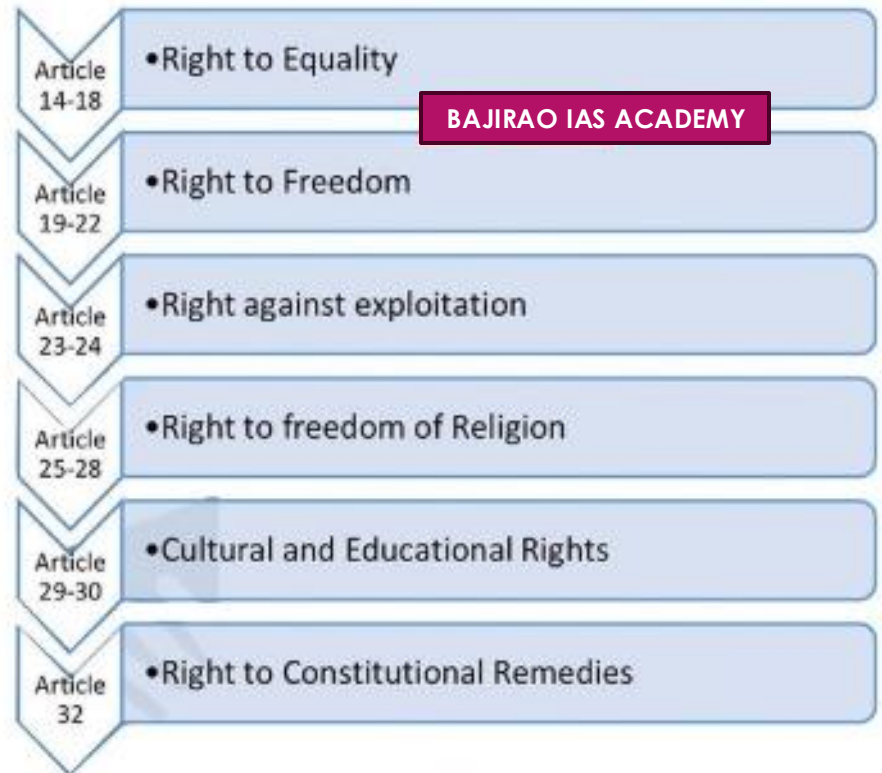 Article
14-18
•Right to Equality
BAJIRAO IAS ACADEMY
Article
19-22
•Right to Freedom
Article
23-24
•Right against exploitation
Article
25-28
•Right to freedom of Religion
Article
29-30
•Cultural and Educational Rights
Article
32
•Right to Constitutional Remedies